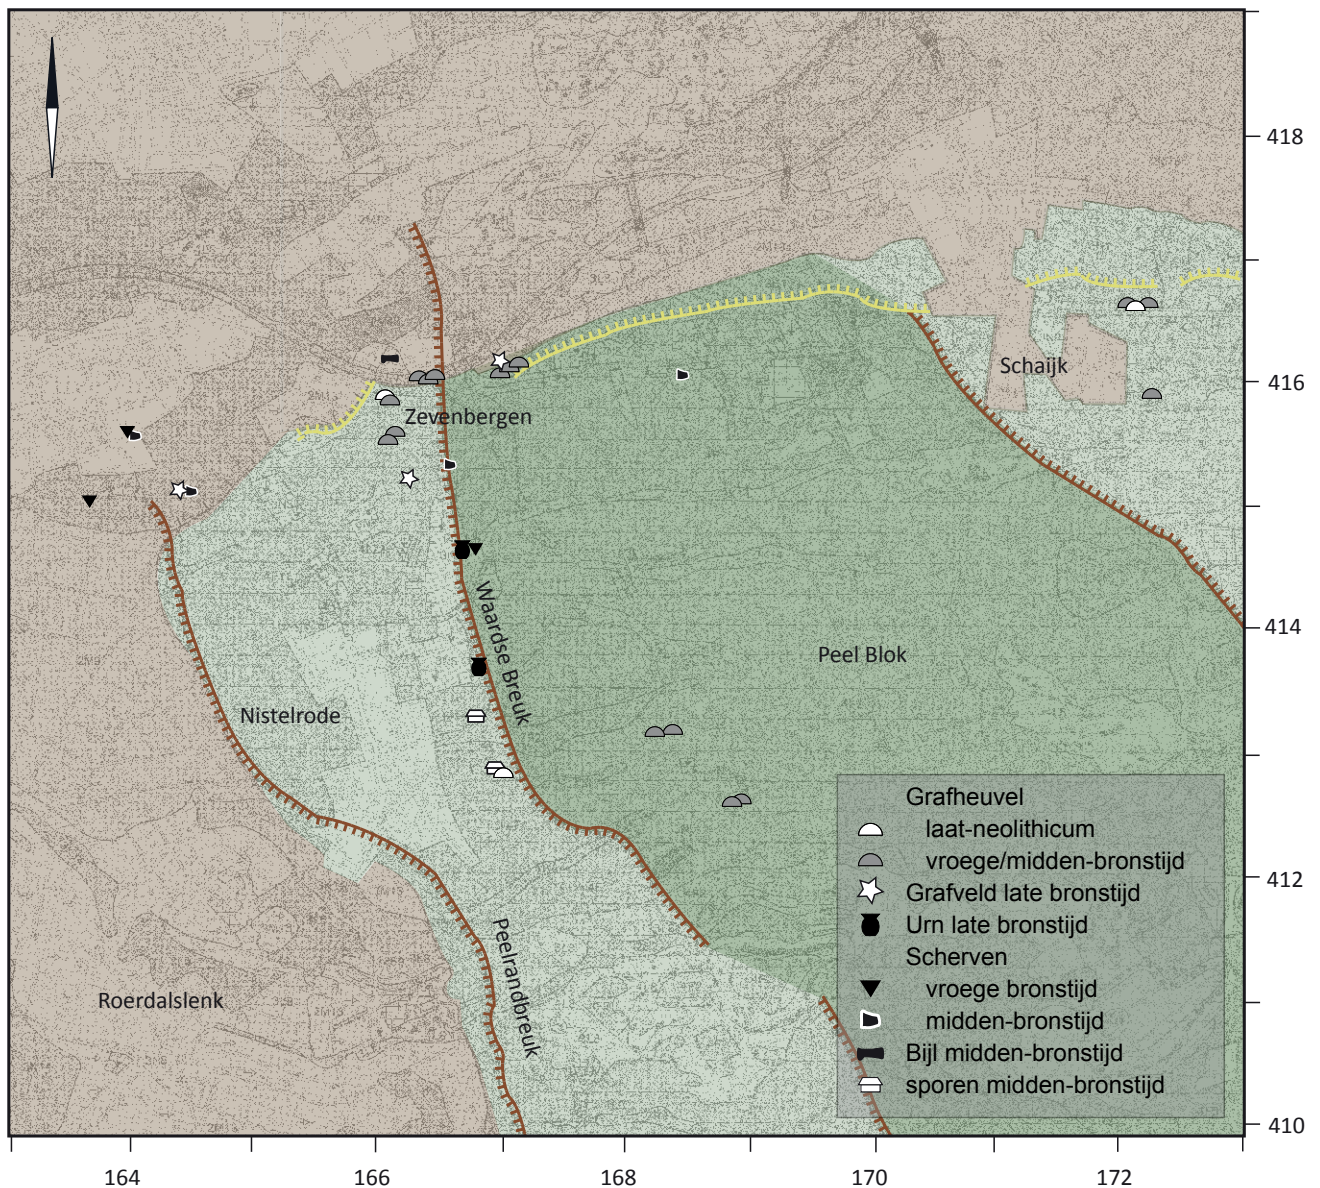 418
Schaijk
416
Zevenbergen
414
Waardse Breuk
Peel Blok
Nistelrode
Grafheuvel
laat-neolithicum
vroege/midden-bronstijd
Grafveld late bronstijd
412
Urn late bronstijd
Scherven
Peelrandbreuk
vroege bronstijd
Roerdalslenk
midden-bronstijd
Bijl midden-bronstijd
sporen midden-bronstijd
410
164 166 168 170 172